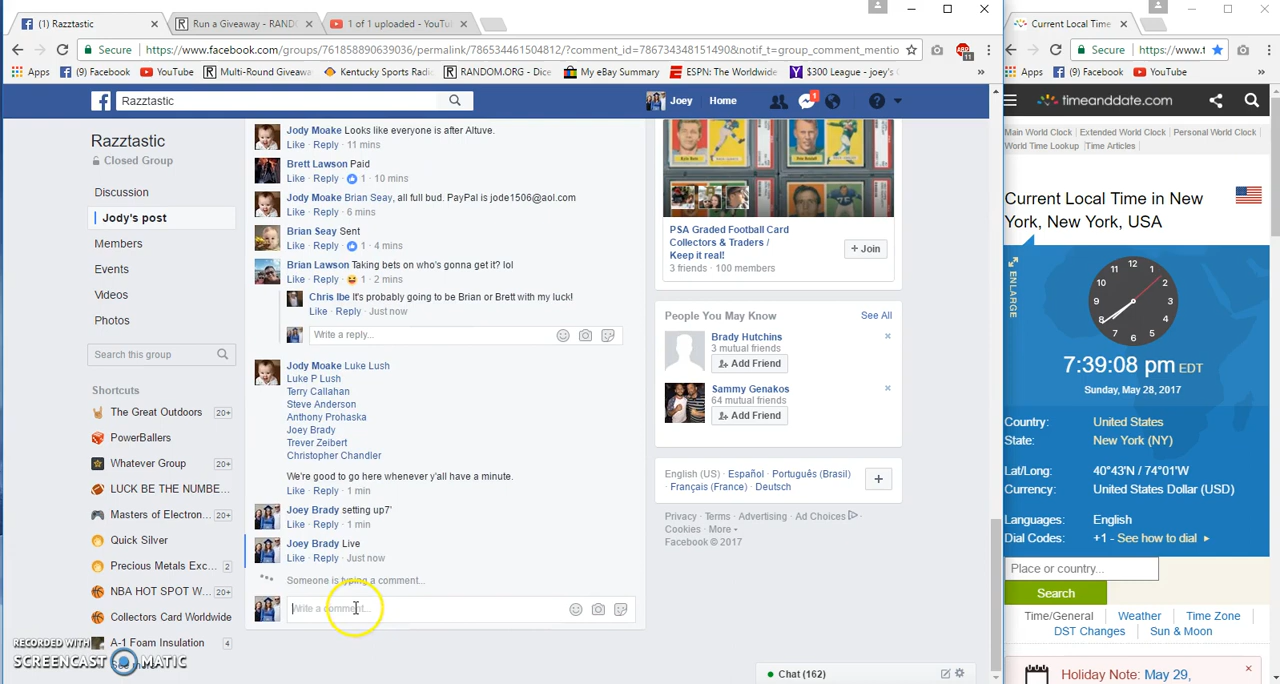 (1) Razztastic
Run a Giveaway - RAND
1 of 1 uploaded - YouTu
Current Local Time in
Secure
https://www.facebook.com/groups/761858890639036/permalink/786534461504812/?comment_id=786734348151490&notif_t=group_comment_mentio
Secure
https://www.t
Apps
(9) Facebook
YouTube
Multi-Round Giveawa
Kentucky Sports Radi
RANDOM.ORG - Dice
My eBay Summary
ESPN: The Worldwide
$300 League - joey's
»
Apps
(9) Facebook
YouTube
»
Razztastic
Joey
Home
1
timeanddate.com
Main World Clock | Extended World Clock | Personal World Clock |
World Time Lookup | Time Articles |
Razztastic
Closed Group
Discussion
Jody's post
Members
Events
Videos
Photos
Search this group
Shortcuts
The Great Outdoors 20+
PowerBallers
Whatever Group 20+
LUCK BE THE NUMBE... 20+
Masters of Electron... 20+
Quick Silver
Precious Metals Exc... 2
NBA HOT SPOT W... 20+
Collectors Card Worldwide
A-1 Foam Insulation 4
Jody Moake Looks like everyone is after Altuve.
Like · Reply · 11 mins
Brett Lawson Paid
Like · Reply · 1 · 10 mins
Jody Moake Brian Seay, all full bud. PayPal is jode1506@aol.com
Like · Reply · 6 mins
Brian Seay Sent
Like · Reply · 1 · 4 mins
Brian Lawson Taking bets on who's gonna get it? lol
Like · Reply · 1 · 2 mins
Chris Ibe It's probably going to be Brian or Brett with my luck!
Like · Reply · Just now
Write a reply...
Jody Moake Luke Lush
Luke P Lush
Terry Callahan
Steve Anderson
Anthony Prohaska
Joey Brady
Trever Zeibert
Christopher Chandler
We're good to go here whenever y'all have a minute.
Like · Reply · 1 min
Joey Brady setting up7'
Like · Reply · 1 min
Joey Brady Live
Like · Reply · Just now
Someone is typing a comment...
Write a comment...
PSA Graded Football Card
Collectors & Traders /
Keep it real!
3 friends · 100 members
+ Join
People You May Know
See All
Brady Hutchins
3 mutual friends
Add Friend
Sammy Genakos
64 mutual friends
Add Friend
English (US) · Español · Português (Brasil) ·
Français (France) · Deutsch
Privacy · Terms · Advertising · Ad Choices ·
Cookies · More
Facebook © 2017
Chat (162)
Current Local Time in New
York, New York, USA
ENLARGE
12
1
2
3
4
5
6
7
8
9
10
11
7:39:08 pm EDT
Sunday, May 28, 2017
Country: United States
State: New York (NY)
Lat/Long: 40°43'N / 74°01'W
Currency: United States Dollar (USD)
Languages: English
Dial Codes: +1 - See how to dial
Place or country...
Search
Time/General | Weather | Time Zone |
DST Changes | Sun & Moon
Holiday Note: May 29,
RECORDED WITH
SCREENCAST MATIC